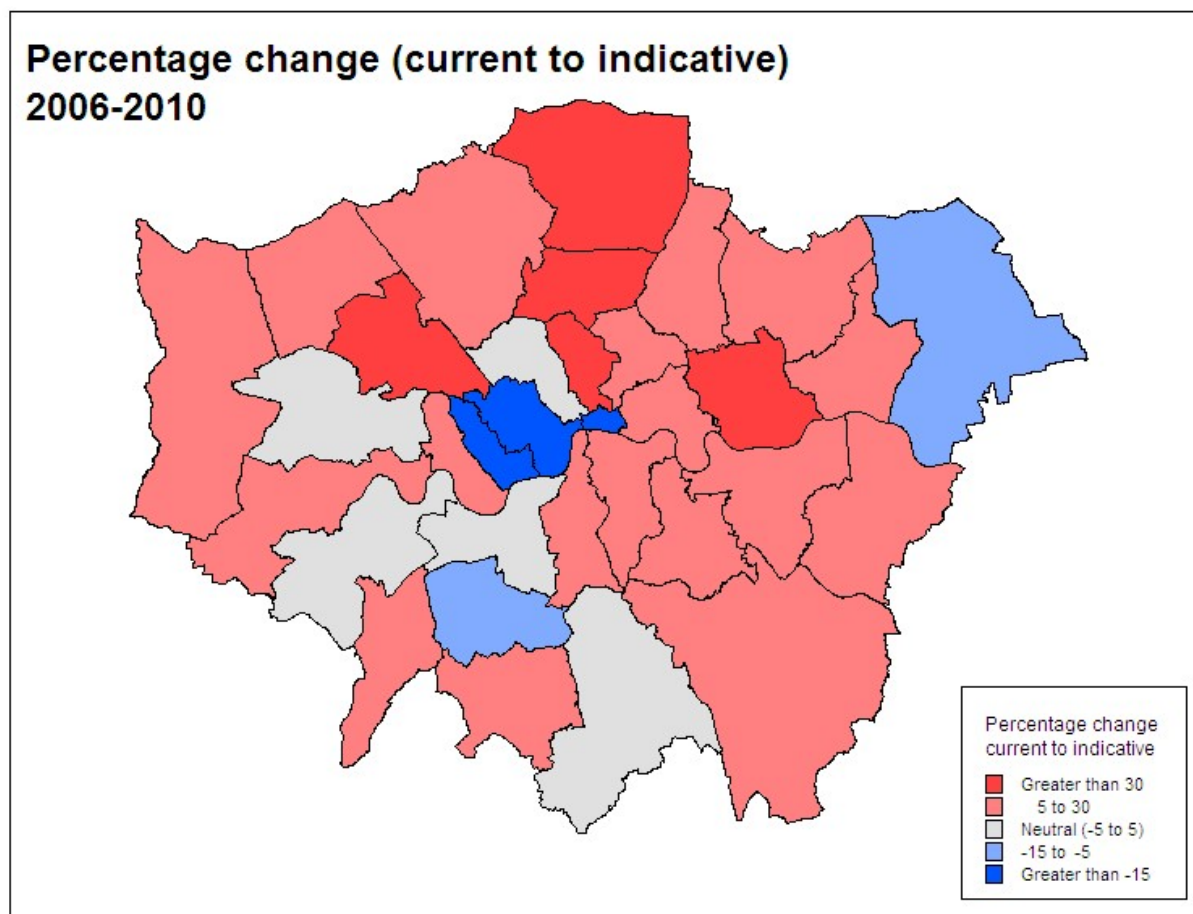 Percentage change (current to indicative)
2006-2010
Percentage change
current to indicative
Greater than 30
5 to 30
Neutral (-5 to 5)
-15 to -5
Greater than -15